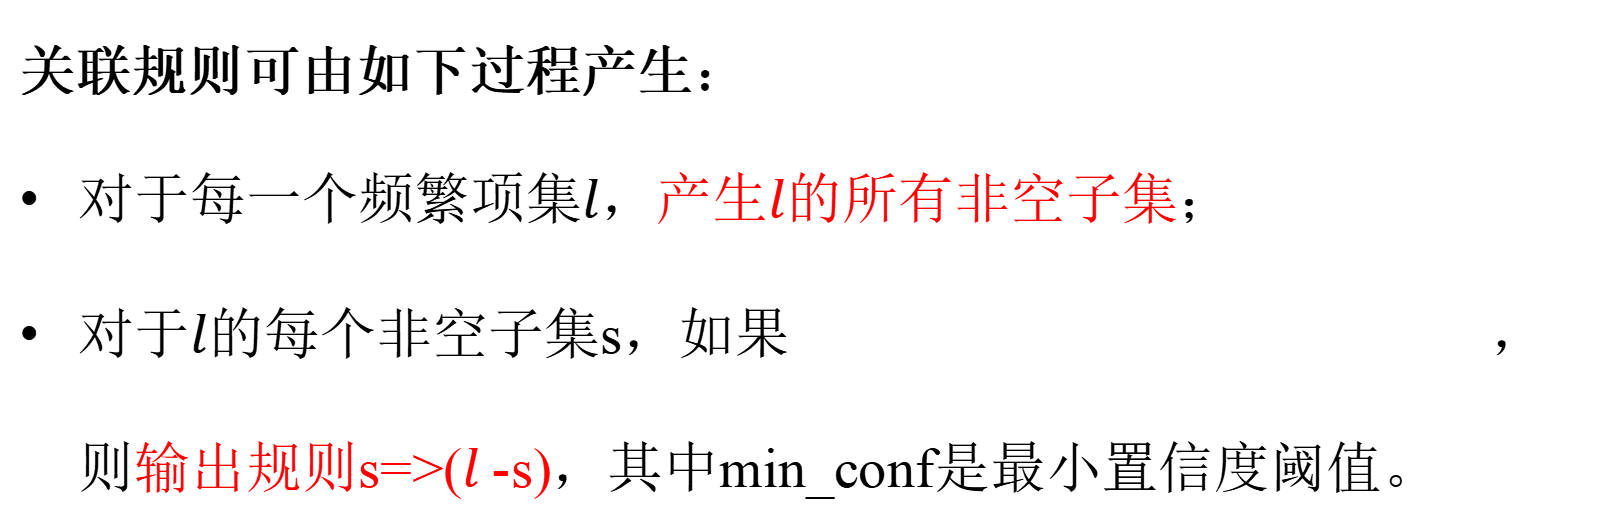 关联规则可由如下过程产生：
• 对于每一个频繁项集l，产生l的所有非空子集；
• 对于l的每个非空子集s，如果 ，
则输出规则s=>(l -s)，其中min_conf是最小置信度阈值。